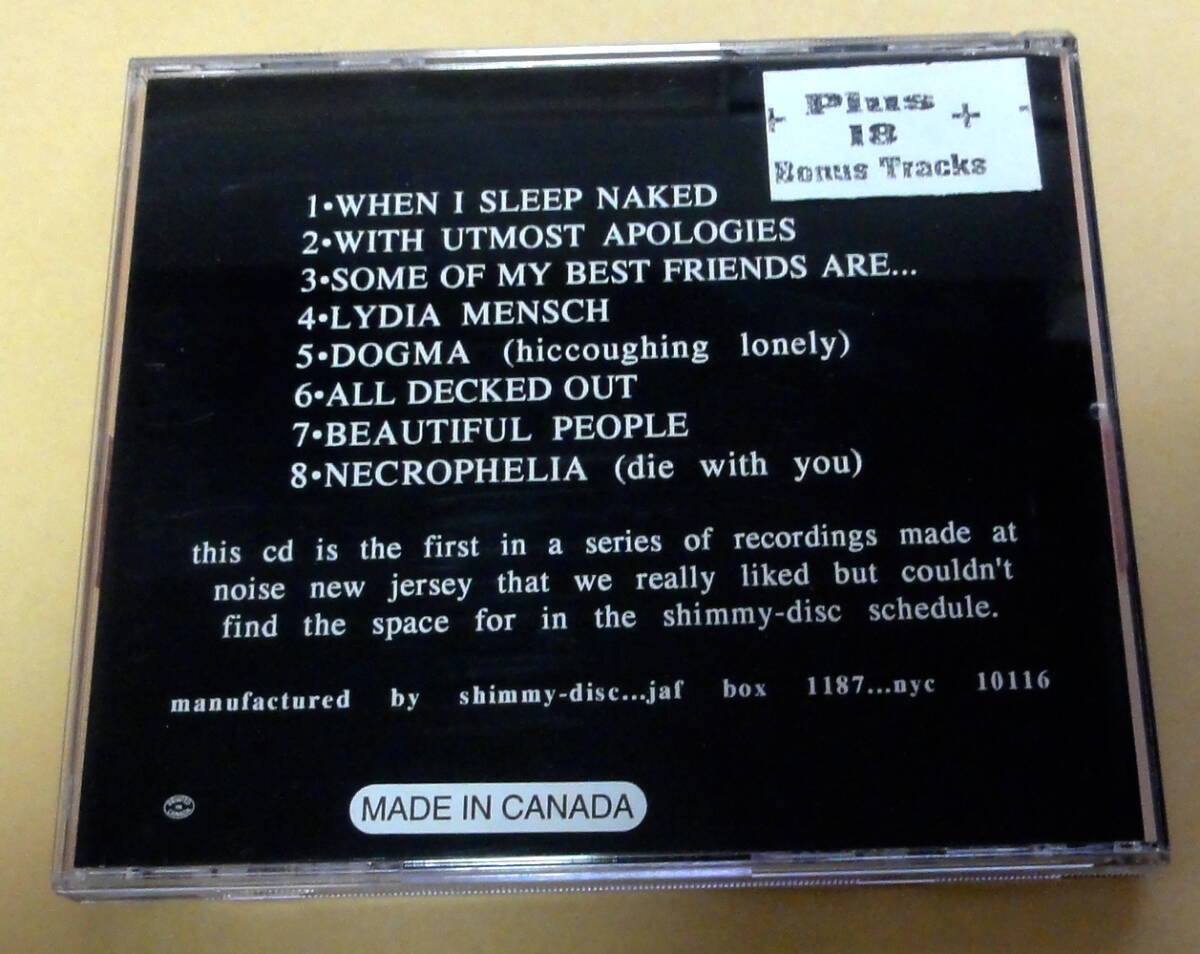 + Plus +
18
Bonus Tracks
1•WHEN I SLEEP NAKED
2•WITH UTMOST APOLOGIES
3•SOME OF MY BEST FRIENDS ARE...
4•LYDIA MENSCH
5•DOGMA (hiccoughing lonely)
6•ALL DECKED OUT
7•BEAUTIFUL PEOPLE
8•NECROPHELIA (die with you)
this cd is the first in a series of recordings made at
noise new jersey that we really liked but couldn't
find the space for in the shimmy-disc schedule.
manufactured by shimmy-disc...jaf box 1187...nyc 10116
MADE IN CANADA